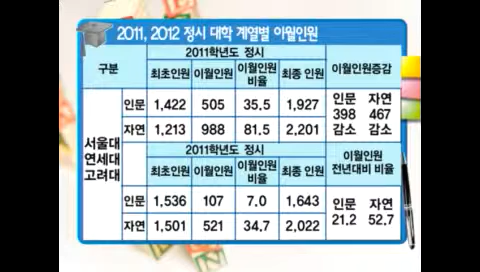 2011, 2012 정시 대학 계열별 이월인원
구분 2011학년도 정시 이월인원증감
최초인원 이월인원 이월인원 비율 최종 인원
서울대 연세대 고려대
인문 1,422 505 35.5 1,927
자연 1,213 988 81.5 2,201
인문 자연
398 467
감소 감소
2011학년도 정시 이월인원 전년대비 비율
최초인원 이월인원 이월인원 비율 최종 인원
인문 1,536 107 7.0 1,643
자연 1,501 521 34.7 2,022
인문 자연
21.2 52.7